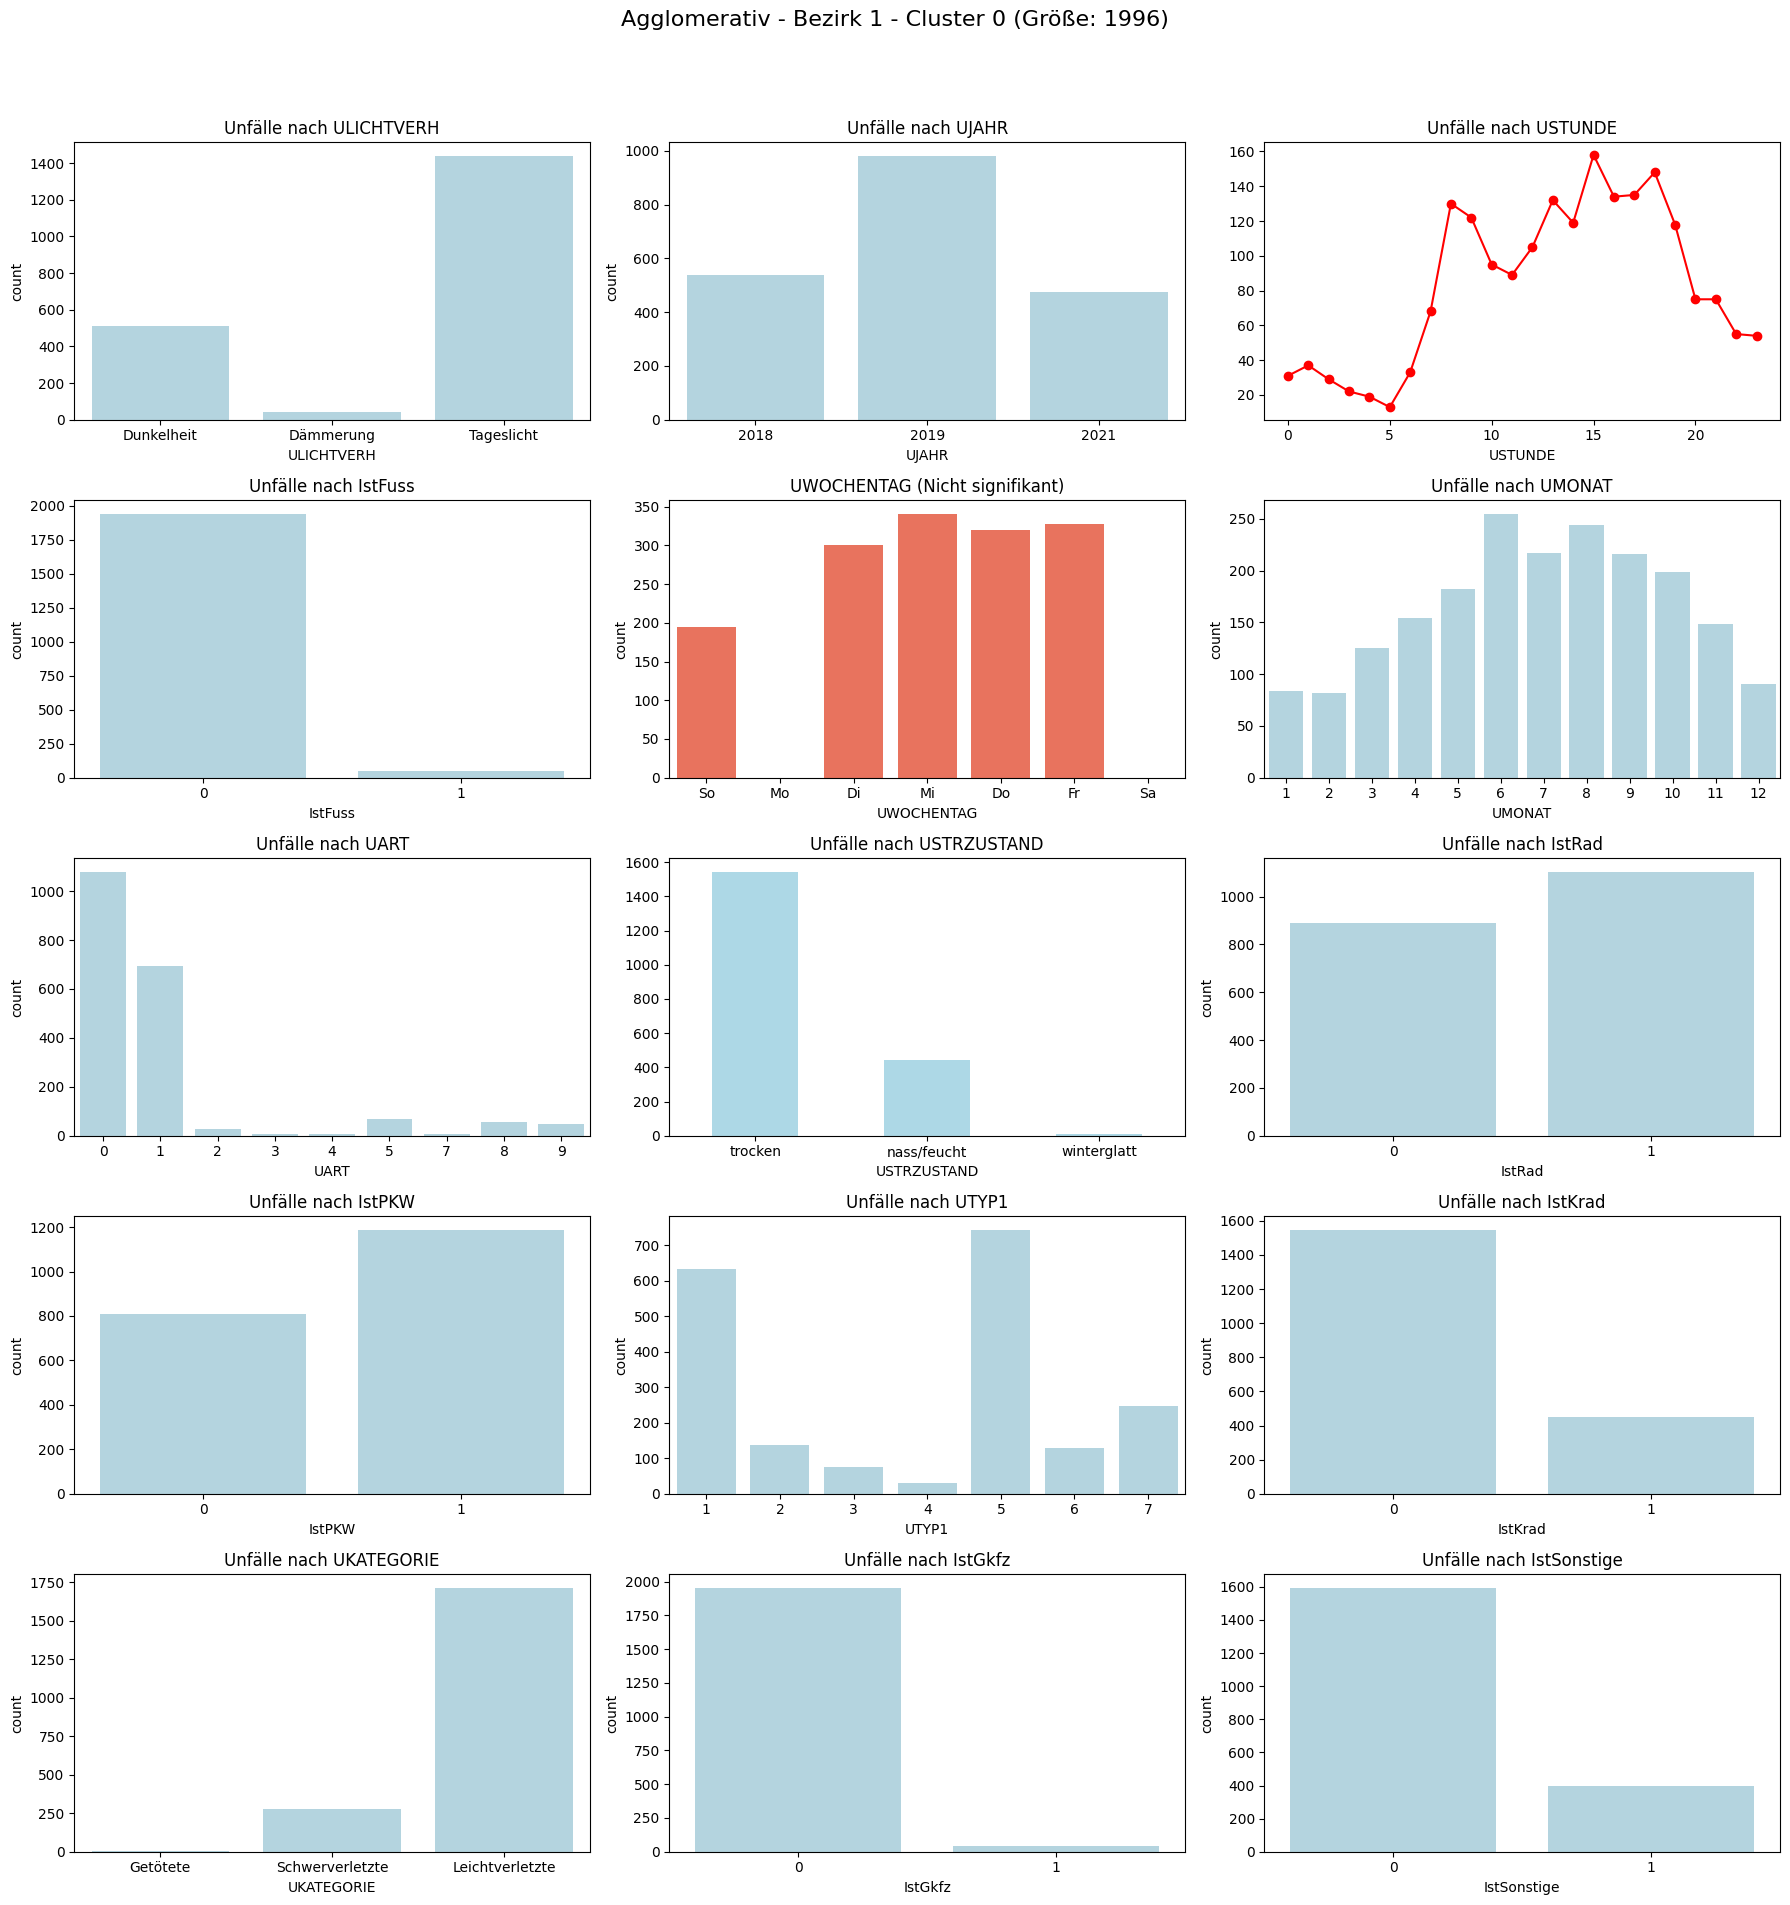 Agglomerativ - Bezirk 1 - Cluster 0 (Größe: 1996)
Unfälle nach ULICHTVERH
1400
1200
1000
800
600
400
200
0
count
Dunkelheit Dämmerung Tageslicht
ULICHTVERH
Unfälle nach UJAHR
1000
800
600
400
200
0
count
2018 2019 2021
UJAHR
Unfälle nach USTUNDE
160
140
120
100
80
60
40
20
0 5 10 15 20
USTUNDE
Unfälle nach IstFuss
2000
1750
1500
1250
1000
750
500
250
0
count
0 1
IstFuss
UWOCHENTAG (Nicht signifikant)
350
300
250
200
150
100
50
0
count
So Mo Di Mi Do Fr Sa
UWOCHENTAG
Unfälle nach UMONAT
250
200
150
100
50
0
count
1 2 3 4 5 6 7 8 9 10 11 12
UMONAT
Unfälle nach UART
1000
800
600
400
200
0
count
0 1 2 3 4 5 7 8 9
UART
Unfälle nach USTRZUSTAND
1600
1400
1200
1000
800
600
400
200
0
trocken nass/feucht winterglatt
USTRZUSTAND
Unfälle nach IstRad
1000
800
600
400
200
0
count
0 1
IstRad
Unfälle nach IstPKW
1200
1000
800
600
400
200
0
count
0 1
IstPKW
Unfälle nach UTYP1
700
600
500
400
300
200
100
0
count
1 2 3 4 5 6 7
UTYP1
Unfälle nach IstKrad
1600
1400
1200
1000
800
600
400
200
0
count
0 1
IstKrad
Unfälle nach UKATEGORIE
1750
1500
1250
1000
750
500
250
0
count
Getötete Schwerverletzte Leichtverletzte
UKATEGORIE
Unfälle nach IstGkfz
2000
1750
1500
1250
1000
750
500
250
0
count
0 1
IstGkfz
Unfälle nach IstSonstige
1600
1400
1200
1000
800
600
400
200
0
count
0 1
IstSonstige